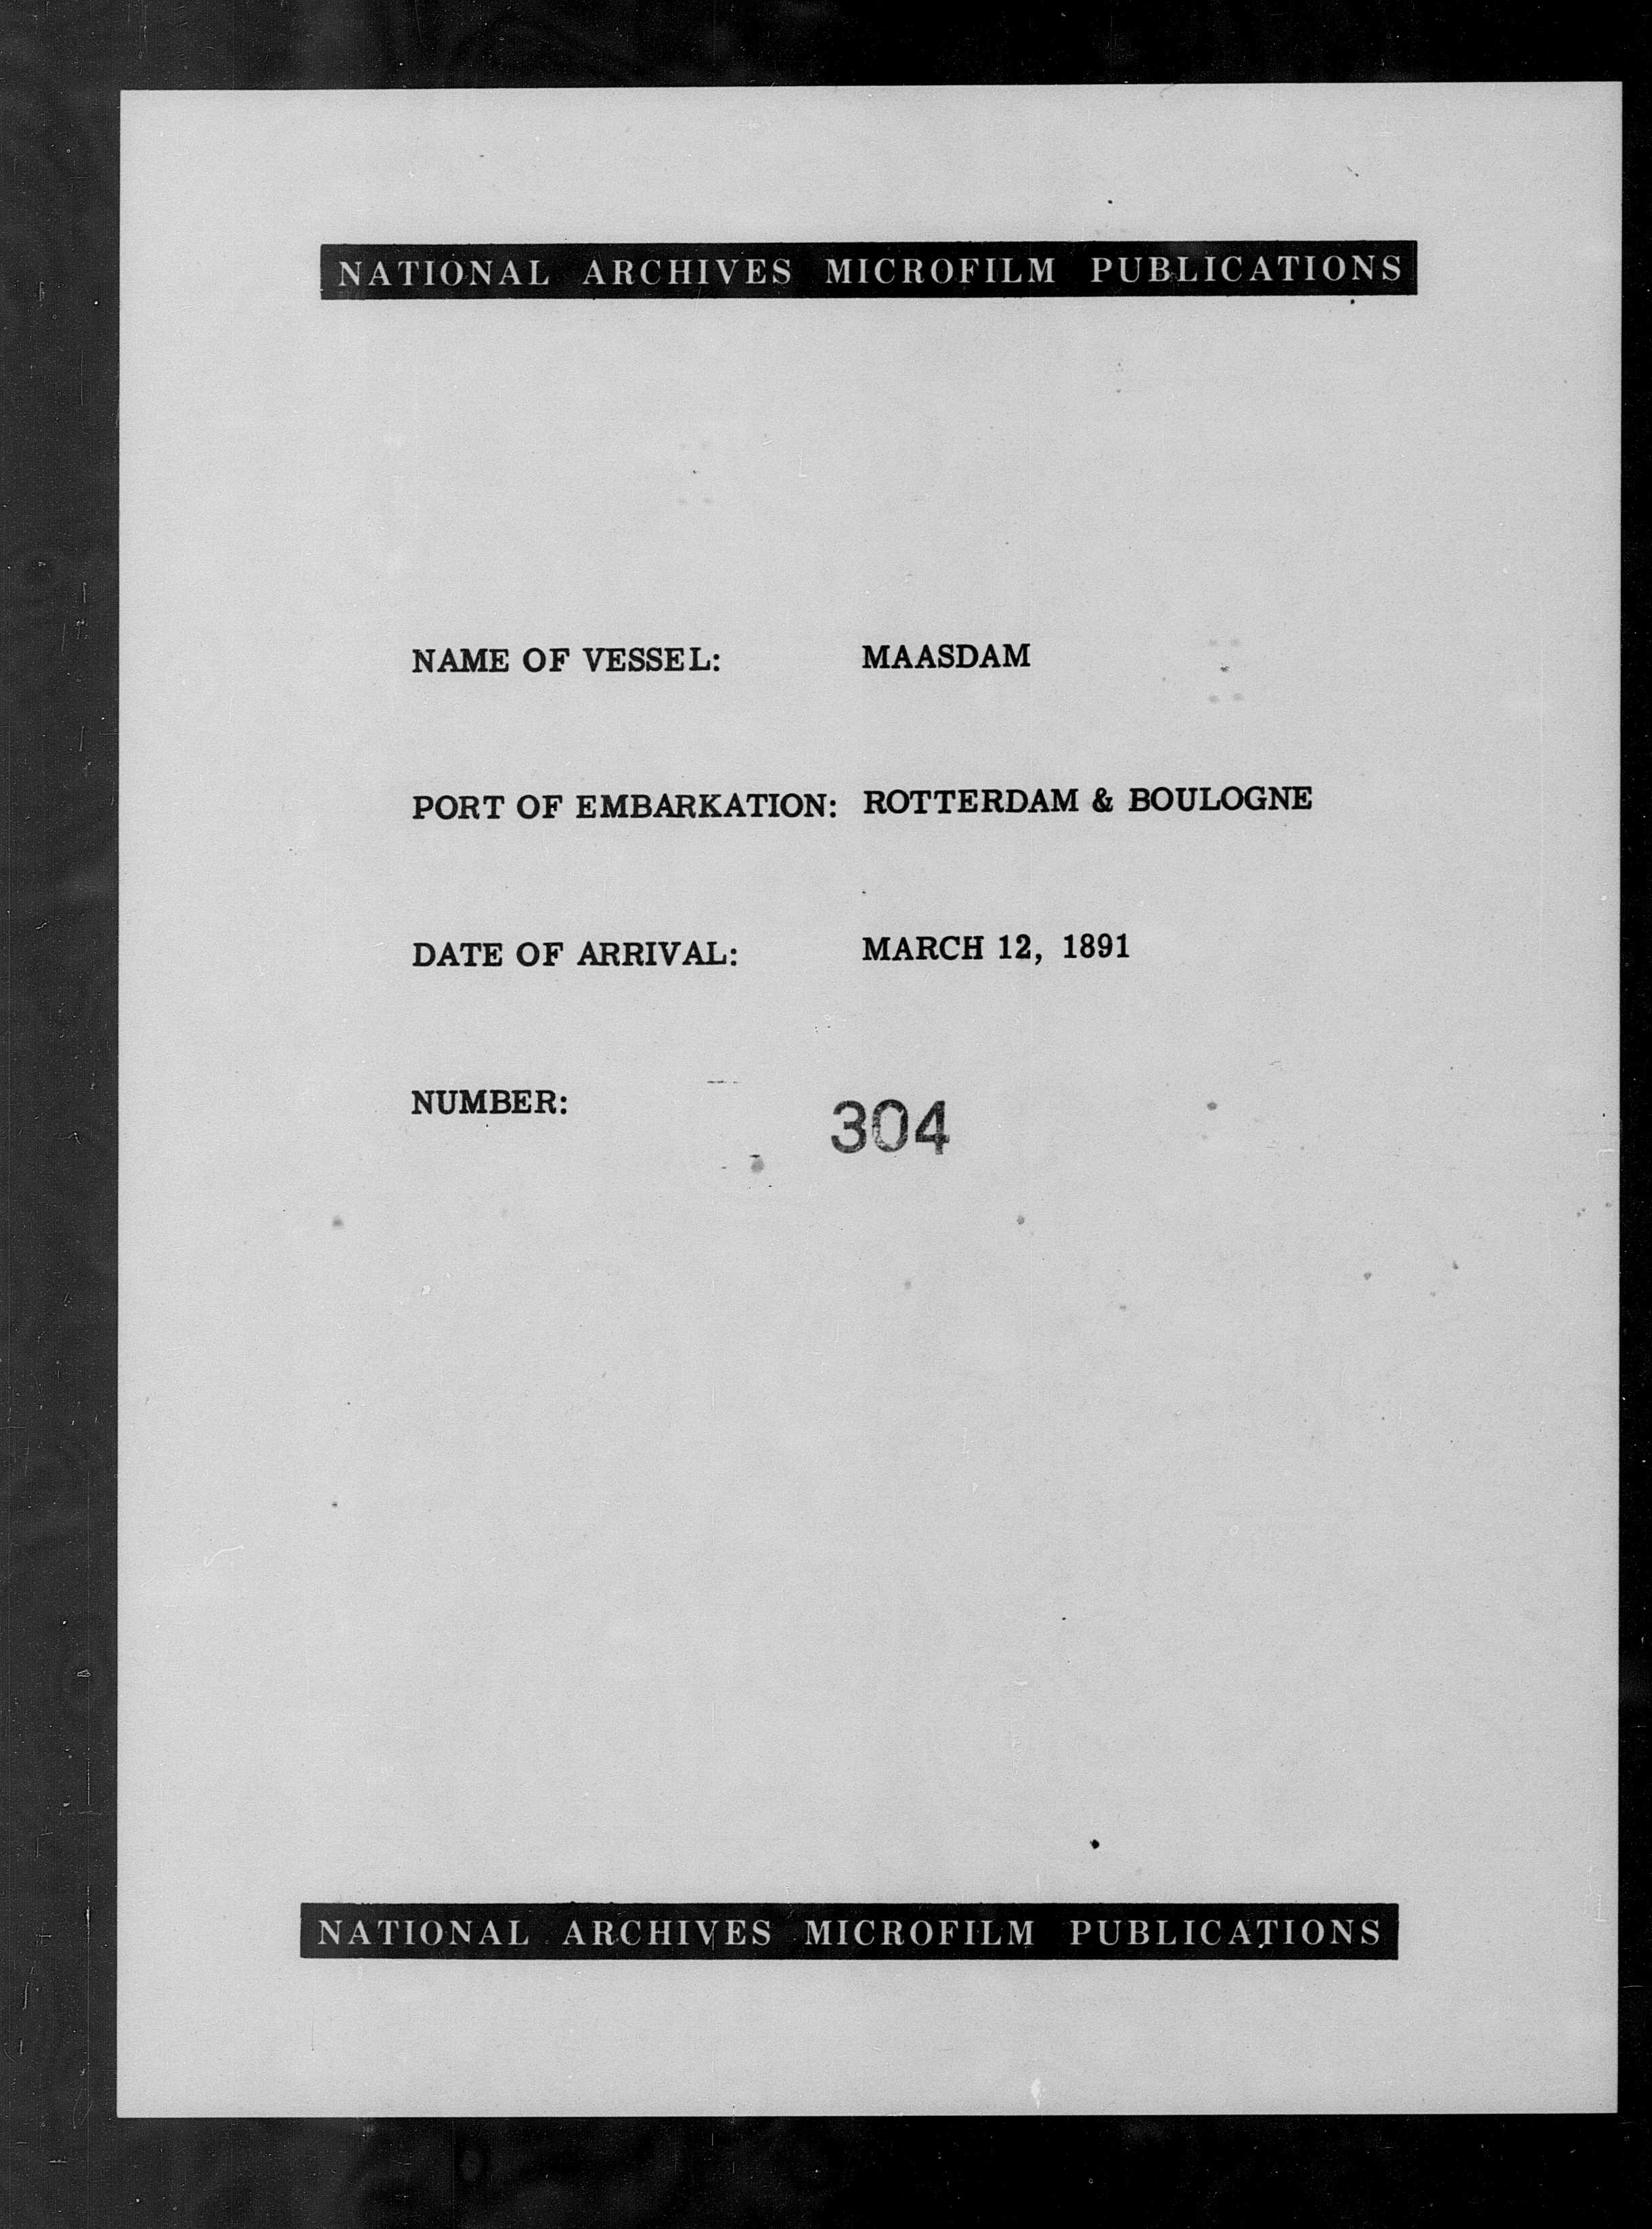 NATIONAL ARCHIVES MICROFILM PUBLICATIONS
NAME OF VESSEL: MAASDAM
PORT OF EMBARKATION: ROTTERDAM & BOULOGNE
DATE OF ARRIVAL: MARCH 12, 1891
NUMBER: 304
NATIONAL ARCHIVES MICROFILM PUBLICATIONS